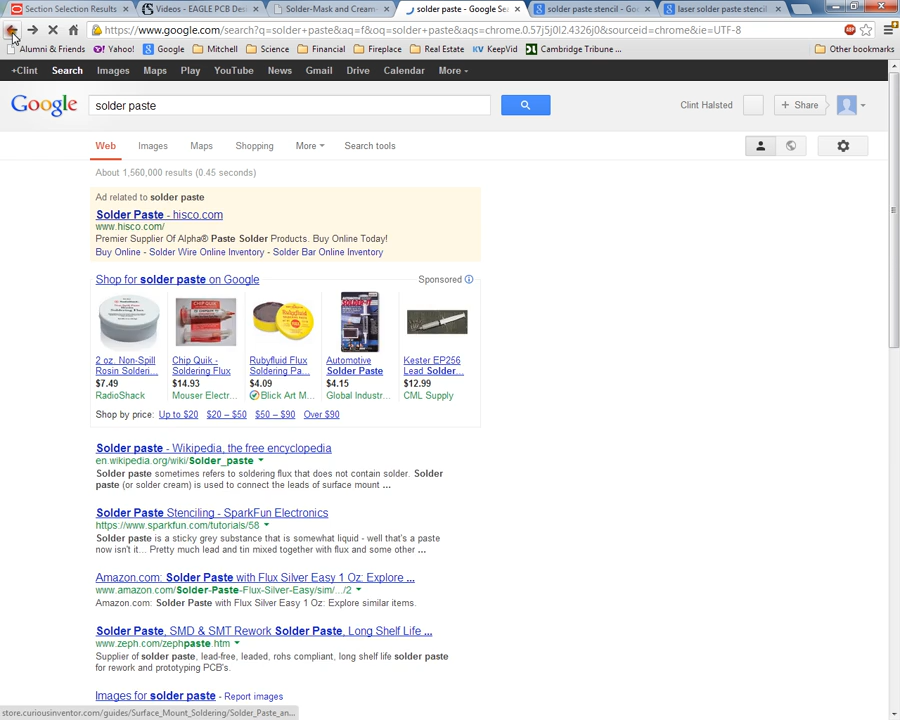 Section Selection Results
Videos - EAGLE PCB Desi
Solder-Mask and Cream-
solder paste - Google Se
solder paste stencil - Goo
laser solder paste stencil
https://www.google.com/search?q=solder+paste&aq=f&oq=solder+paste&aqs=chrome.0.57j5j0l2j4.3240j0&sourceid=chrome&ie=UTF-8
Alumni & Friends
Yahoo!
Google
Mitchell
Science
Financial
Fireplace
Real Estate
KeepVid
Cambridge Tribune ...
Other bookmarks
+Clint Search Images Maps Play YouTube News Gmail Drive Calendar More
Google
solder paste
Clint Halsted
+ Share
Web Images Maps Shopping More Search tools
About 1,560,000 results (0.45 seconds)
Ad related to solder paste
Solder Paste - hisco.com
www.hisco.com/
Premier Supplier Of Alpha® Paste Solder Products. Buy Online Today!
Buy Online - Solder Wire Online Inventory - Solder Bar Online Inventory
Shop for solder paste on Google
Sponsored
2 oz. Non-Spill
Rosin Solderi...
$7.49
RadioShack
Chip Quik -
Soldering Flux
$14.93
Mouser Electr...
Rubyfluid Flux
Soldering Pa...
$4.09
Blick Art M...
Automotive
Solder Paste
$4.15
Global Industr...
Kester EP256
Lead Solder...
$12.99
CML Supply
Shop by price: Up to $20 $20 – $50 $50 – $90 Over $90
Solder paste - Wikipedia, the free encyclopedia
en.wikipedia.org/wiki/Solder_paste
Solder paste sometimes refers to soldering flux that does not contain solder. Solder
paste (or solder cream) is used to connect the leads of surface mount ...
Solder Paste Stenciling - SparkFun Electronics
https://www.sparkfun.com/tutorials/58
Solder paste is a sticky grey substance that is somewhat liquid - well that's a paste
now isn't it... Pretty much lead and tin mixed together with flux and some other ...
Amazon.com: Solder Paste with Flux Silver Easy 1 Oz: Explore ...
www.amazon.com/Solder-Paste-Flux-Silver-Easy/sim/.../2
Amazon.com: Solder Paste with Flux Silver Easy 1 Oz: Explore similar items.
Solder Paste, SMD & SMT Rework Solder Paste, Long Shelf Life ...
www.zeph.com/zephpaste.htm
Supplier of solder paste, lead-free, leaded, rohs compliant, long shelf life solder paste
for rework and prototyping PCB's.
Images for solder paste - Report images
store.curiousinventor.com/guides/Surface_Mount_Soldering/Solder_Paste_an...